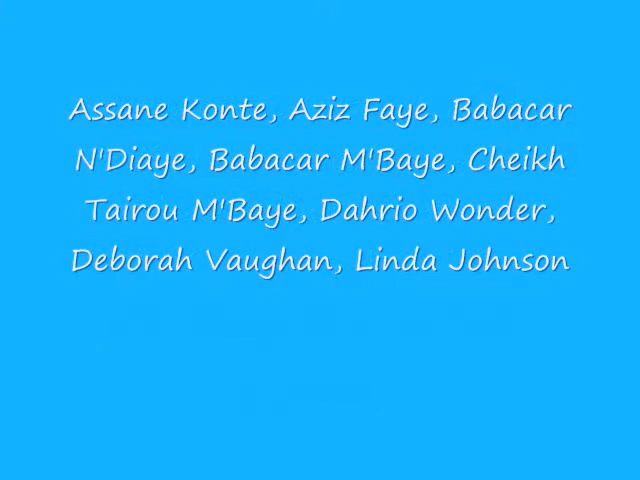 Assane Konte, Aziz Faye, Babacar
N'Diaye, Babacar M'Baye, Cheikh
Tairou M'Baye, Dahrio Wonder,
Deborah Vaughan, Linda Johnson